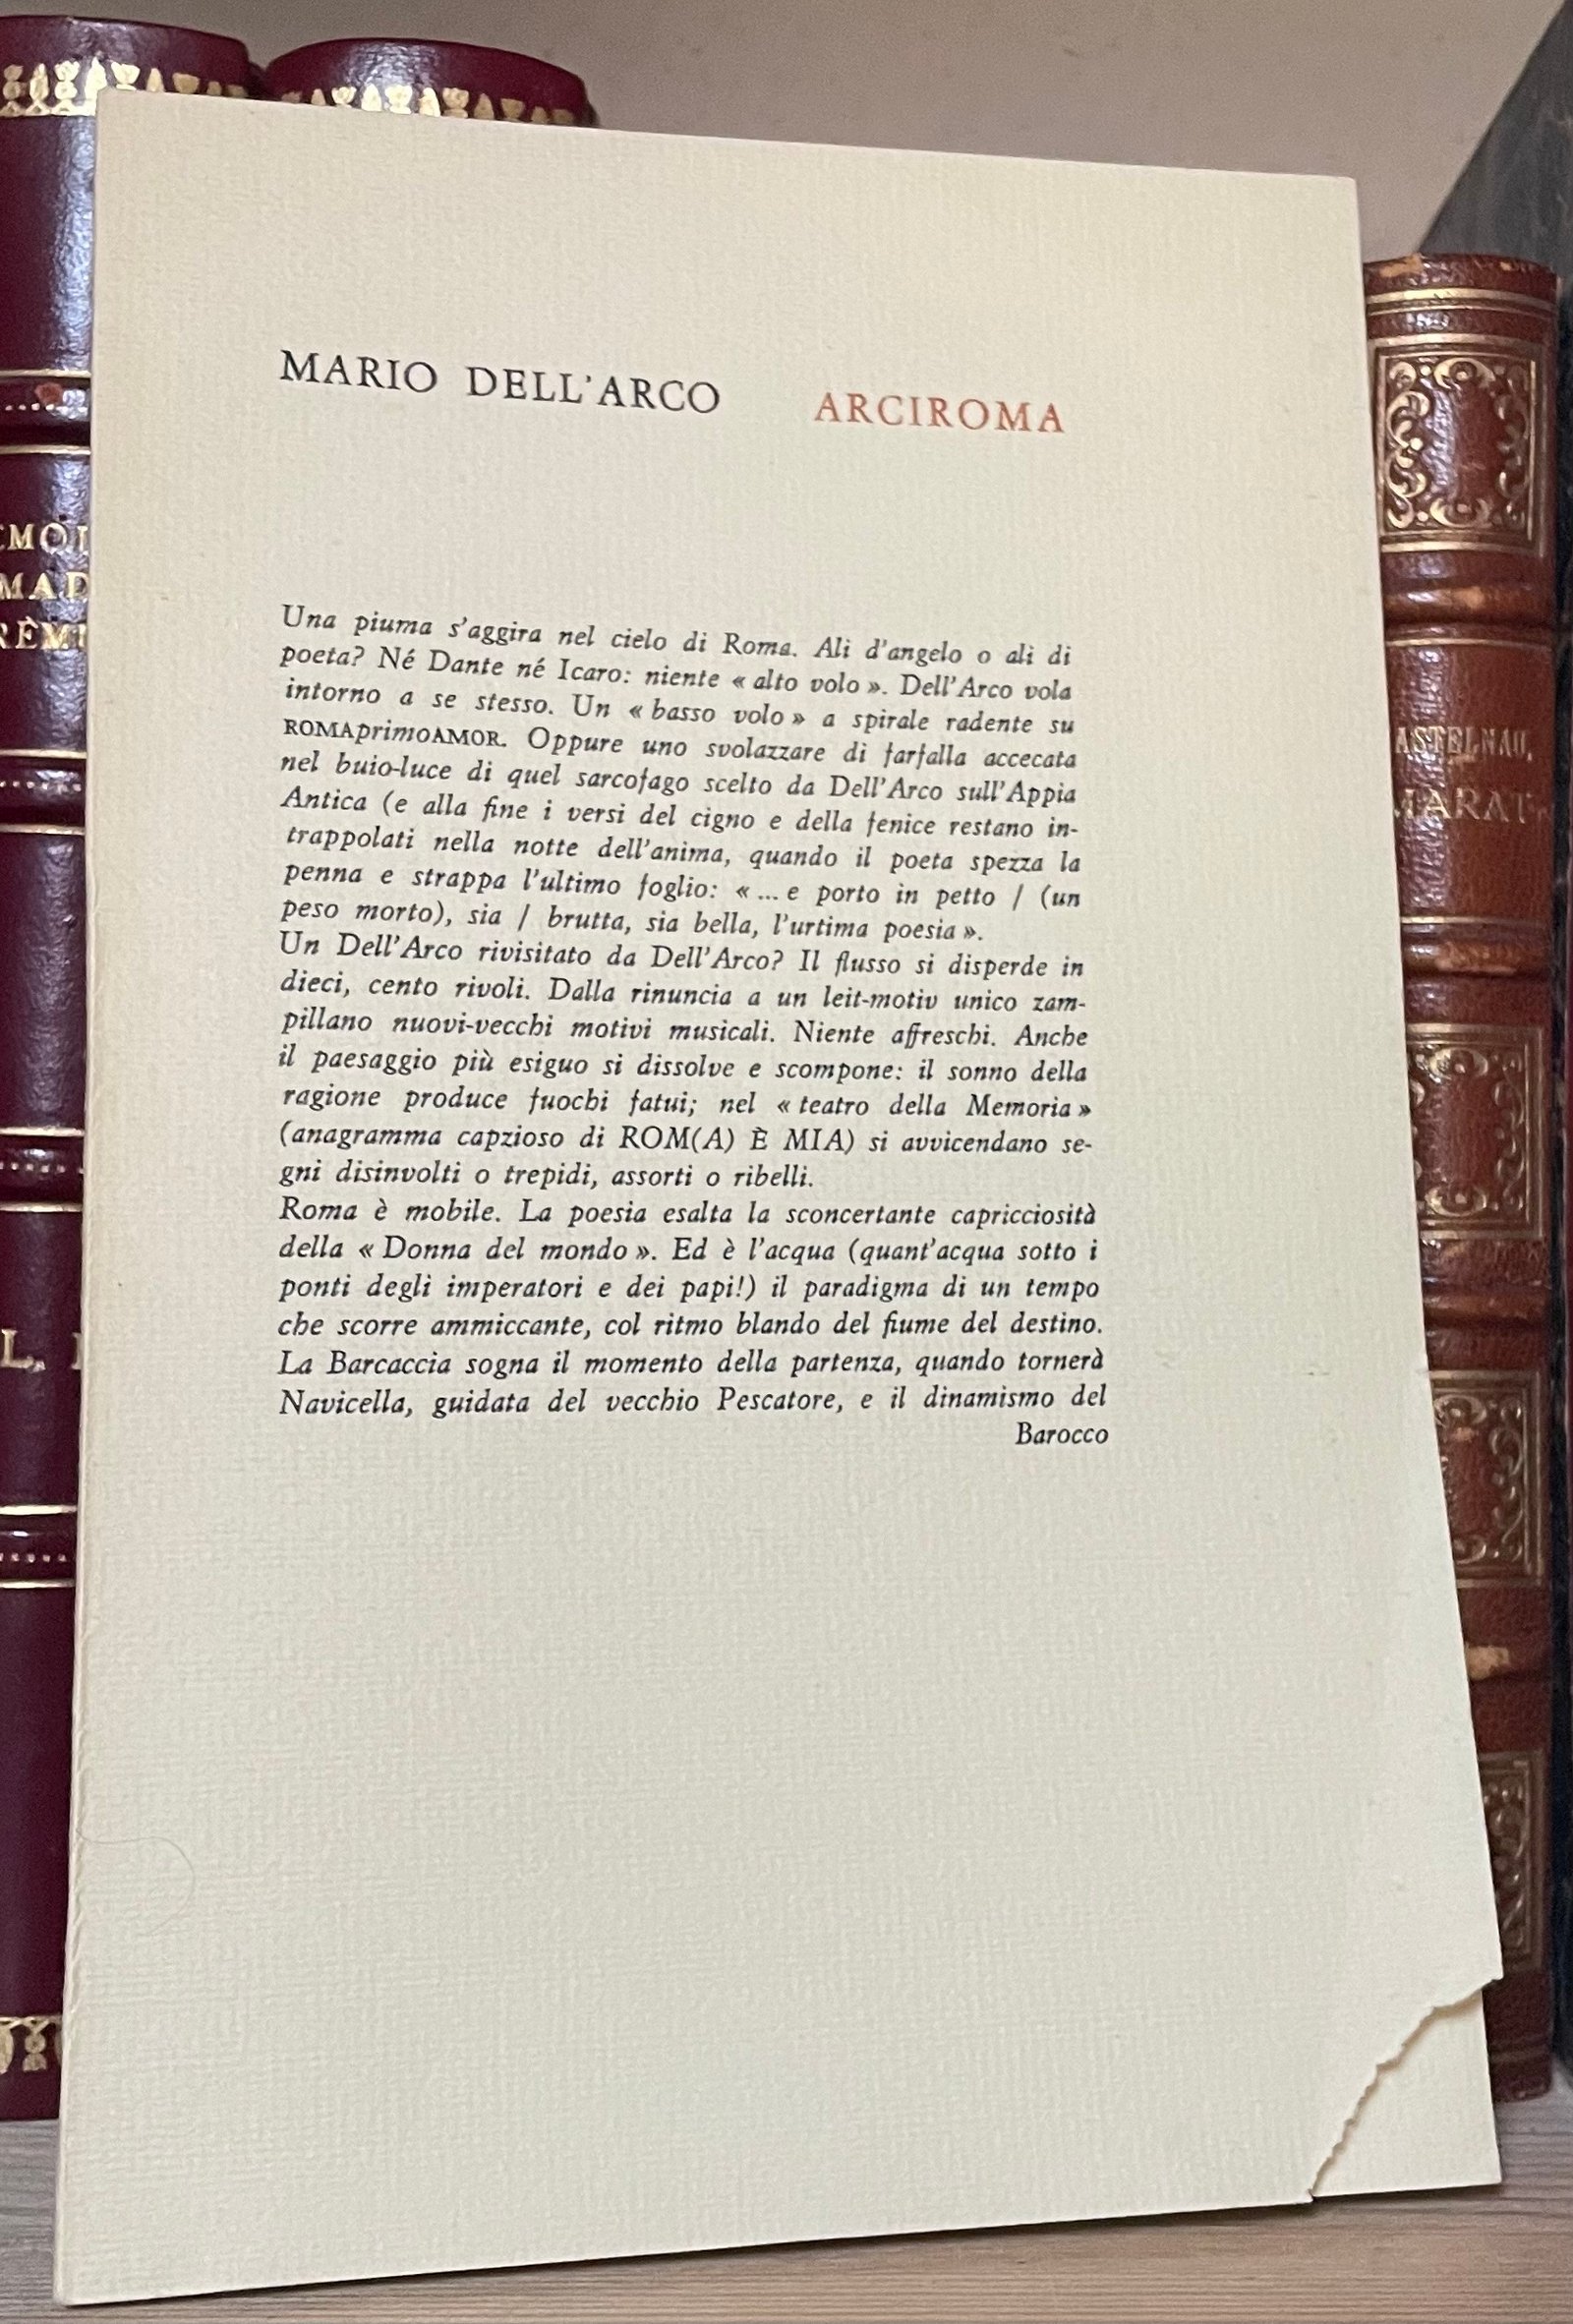 MARIO DELL'ARCO ARCIROMA
Una piuma s'aggira nel cielo di Roma. Ali d'angelo o ali di
poeta? Né Dante né Icaro: niente « alto volo ». Dell'Arco vola
intorno a se stesso. Un « basso volo » a spirale radente su
ROMAprimoAMOR. Oppure uno svolazzare di farfalla accecata
nel buio-luce di quel sarcofago scelto da Dell'Arco sull'Appia
Antica (e alla fine i versi del cigno e della fenice restano in-
trappolati nella notte dell'anima, quando il poeta spezza la
penna e strappa l'ultimo foglio: « ... e porto in petto / (un
peso morto), sia / brutta, sia bella, l'urtima poesia ».
Un Dell'Arco rivisitato da Dell'Arco? Il flusso si disperde in
dieci, cento rivoli. Dalla rinuncia a un leit-motiv unico zam-
pillano nuovi-vecchi motivi musicali. Niente affreschi. Anche
il paesaggio più esiguo si dissolve e scompone: il sonno della
ragione produce fuochi fatui; nel « teatro della Memoria »
(anagramma capzioso di ROM(A) È MIA) si avvicendano se-
gni disinvolti o trepidi, assorti o ribelli.
Roma è mobile. La poesia esalta la sconcertante capricciosità
della « Donna del mondo ». Ed è l'acqua (quant'acqua sotto i
ponti degli imperatori e dei papi!) il paradigma di un tempo
che scorre ammiccante, col ritmo blando del fiume del destino.
La Barcaccia sogna il momento della partenza, quando tornerà
Navicella, guidata del vecchio Pescatore, e il dinamismo del
Barocco
MARAT